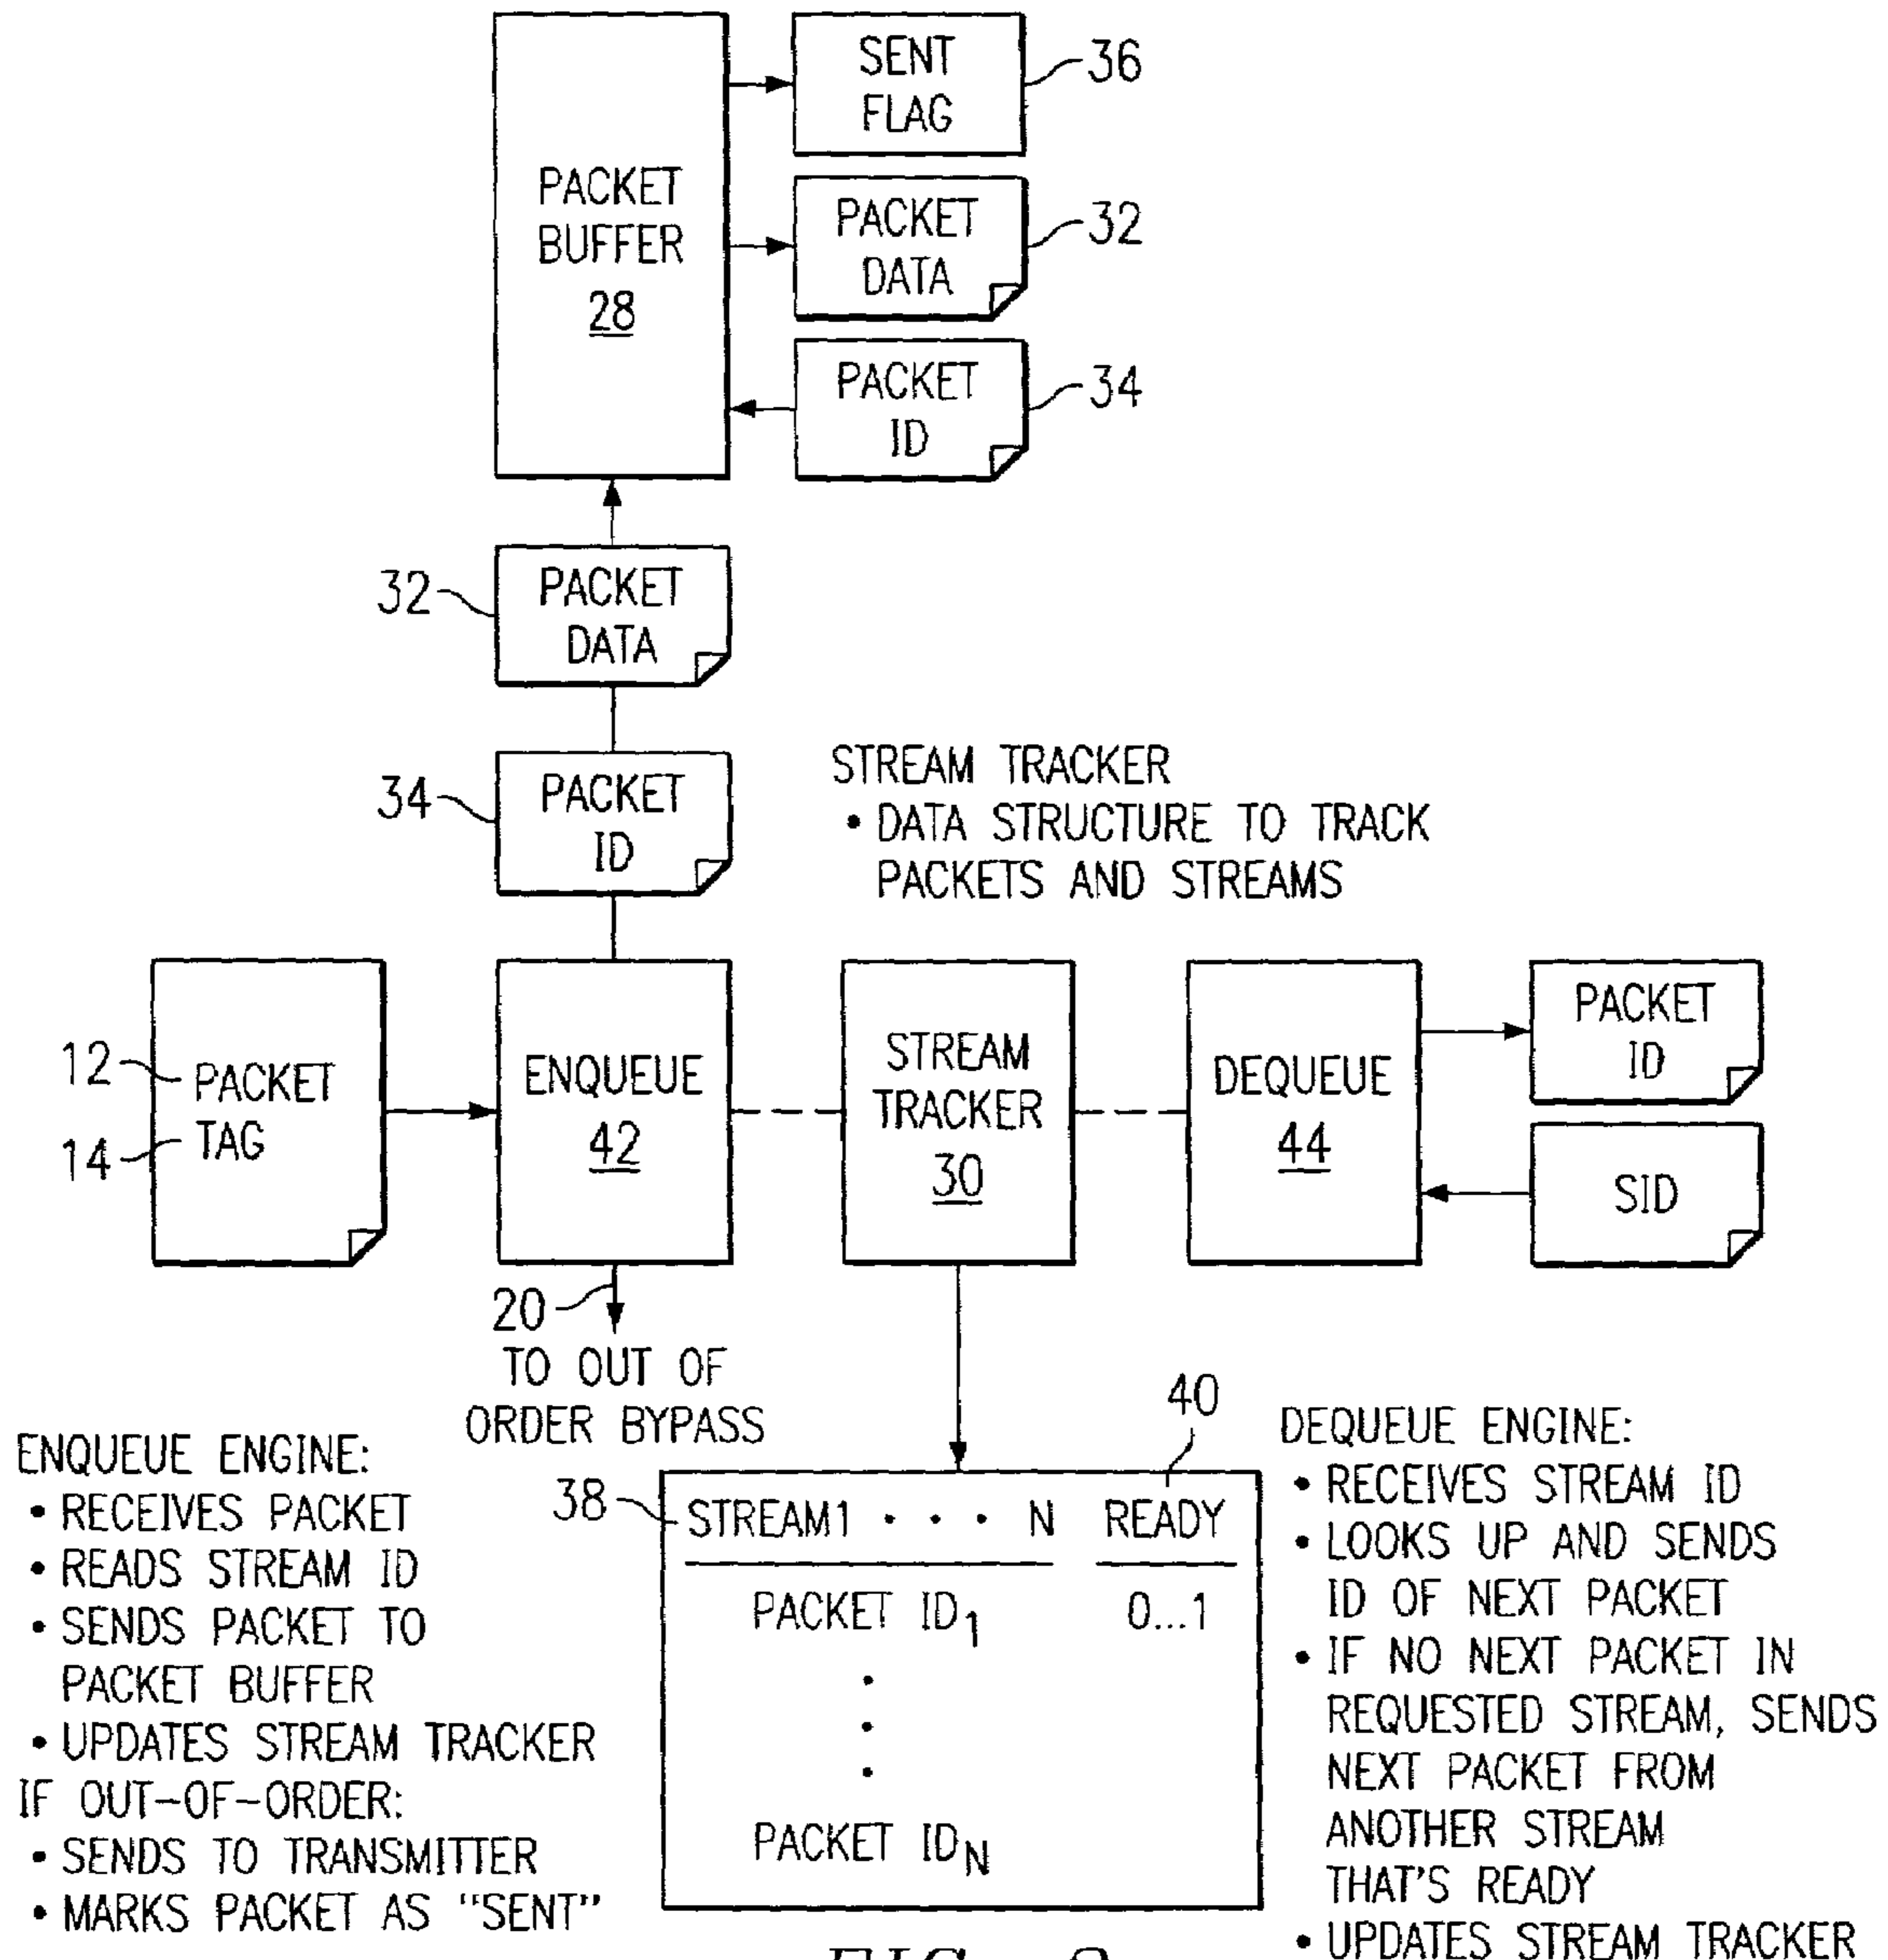 SENT
FLAG
36
PACKET
BUFFER
28
PACKET
DATA
32
PACKET
ID
34
32
PACKET
DATA
34
PACKET
ID
STREAM TRACKER
• DATA STRUCTURE TO TRACK
PACKETS AND STREAMS
12
PACKET
14
TAG
ENQUEUE
42
STREAM
TRACKER
30
DEQUEUE
44
PACKET
ID
SID
20
TO OUT OF
ORDER BYPASS
ENQUEUE ENGINE:
• RECEIVES PACKET
• READS STREAM ID
• SENDS PACKET TO
PACKET BUFFER
• UPDATES STREAM TRACKER
IF OUT-OF-ORDER:
• SENDS TO TRANSMITTER
• MARKS PACKET AS "SENT"
38
40
STREAM1 • • • N READY
PACKET ID1 0...1
•
•
•
PACKET IDN
DEQUEUE ENGINE:
• RECEIVES STREAM ID
• LOOKS UP AND SENDS
ID OF NEXT PACKET
• IF NO NEXT PACKET IN
REQUESTED STREAM, SENDS
NEXT PACKET FROM
ANOTHER STREAM
THAT'S READY
• UPDATES STREAM TRACKER